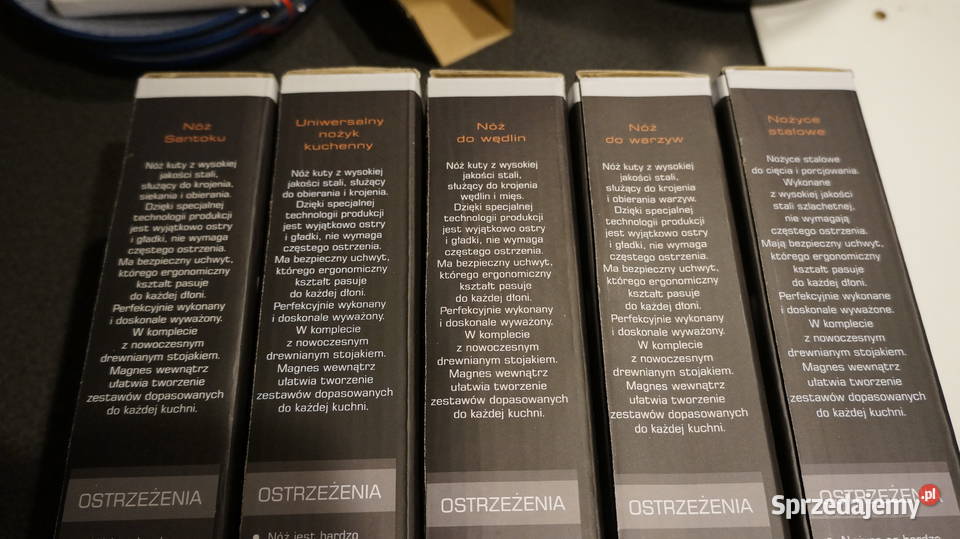 Nóż
Santoku
Nóż kuty z wysokiej
jakości stali,
służący do krojenia,
siekania i obierania.
Dzięki specjalnej
technologii produkcji
jest wyjątkowo ostry
i gładki, nie wymaga
częstego ostrzenia.
Ma bezpieczny uchwyt,
którego ergonomiczny
kształt pasuje
do każdej dłoni.
Perfekcyjnie wykonany
i doskonale wyważony.
W komplecie
z nowoczesnym
drewnianym stojakiem.
Magnes wewnątrz
ułatwia tworzenie
zestawów dopasowanych
do każdej kuchni.
OSTRZEŻENIA
Uniwersalny
nożyk
kuchenny
Nóż kuty z wysokiej
jakości stali, służący
do obierania i krojenia.
Dzięki specjalnej
technologii produkcji
jest wyjątkowo ostry
i gładki, nie wymaga
częstego ostrzenia.
Ma bezpieczny uchwyt,
którego ergonomiczny
kształt pasuje
do każdej dłoni.
Perfekcyjnie wykonany
i doskonale wyważony.
W komplecie
z nowoczesnym
drewnianym stojakiem.
Magnes wewnątrz
ułatwia tworzenie
zestawów dopasowanych
do każdej kuchni.
OSTRZEŻENIA
Nóż jest bardzo
Nóż
do wędlin
Nóż kuty z wysokiej
jakości stali,
służący do krojenia
wędlin i mięs.
Dzięki specjalnej
technologii produkcji
jest wyjątkowo ostry
i gładki, nie wymaga
częstego ostrzenia.
Ma bezpieczny uchwyt,
którego ergonomiczny
kształt pasuje
do każdej dłoni.
Perfekcyjnie wykonany
i doskonale wyważony.
W komplecie
z nowoczesnym
drewnianym stojakiem.
Magnes wewnątrz
ułatwia tworzenie
zestawów dopasowanych
do każdej kuchni.
OSTRZEŻENIA
Nóż
do warzyw
Nóż kuty z wysokiej
jakości stali,
służący do krojenia
i obierania warzyw.
Dzięki specjalnej
technologii produkcji
jest wyjątkowo ostry
i gładki, nie wymaga
częstego ostrzenia.
Ma bezpieczny uchwyt,
którego ergonomiczny
kształt pasuje
do każdej dłoni.
Perfekcyjnie wykonany
i doskonale wyważony.
W komplecie
z nowoczesnym
drewnianym stojakiem.
Magnes wewnątrz
ułatwia tworzenie
zestawów dopasowanych
do każdej kuchni.
OSTRZEŻENIA
Nożyce
stalowe
Nożyce stalowe
do cięcia i porcjowania.
Wykonane
z wysokiej jakości
stali szlachetnej,
nie wymagają
częstego ostrzenia.
Mają bezpieczny uchwyt,
którego ergonomiczny
kształt pasuje
do każdej dłoni.
Perfekcyjnie wykonane
i doskonale wyważone.
W komplecie
z nowoczesnym
drewnianym stojakiem.
Magnes wewnątrz
ułatwia tworzenie
zestawów dopasowanych
do każdej kuchni.
OSTRZEŻENIA
Sprzedajemy.pl